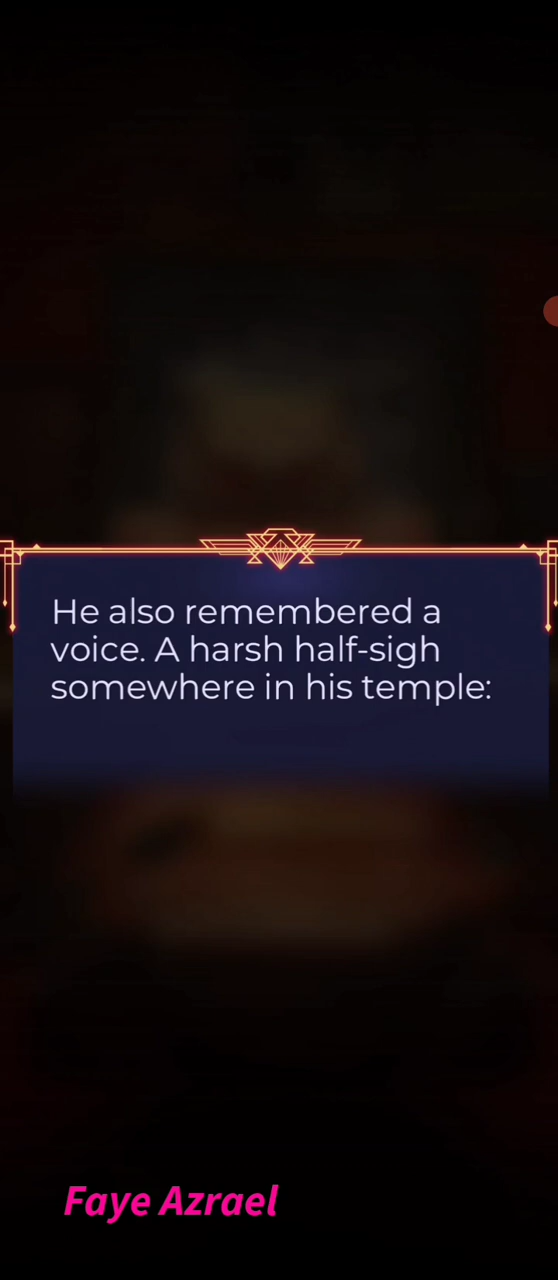 He also remembered a
voice. A harsh half-sigh
somewhere in his temple:
Faye Azrael